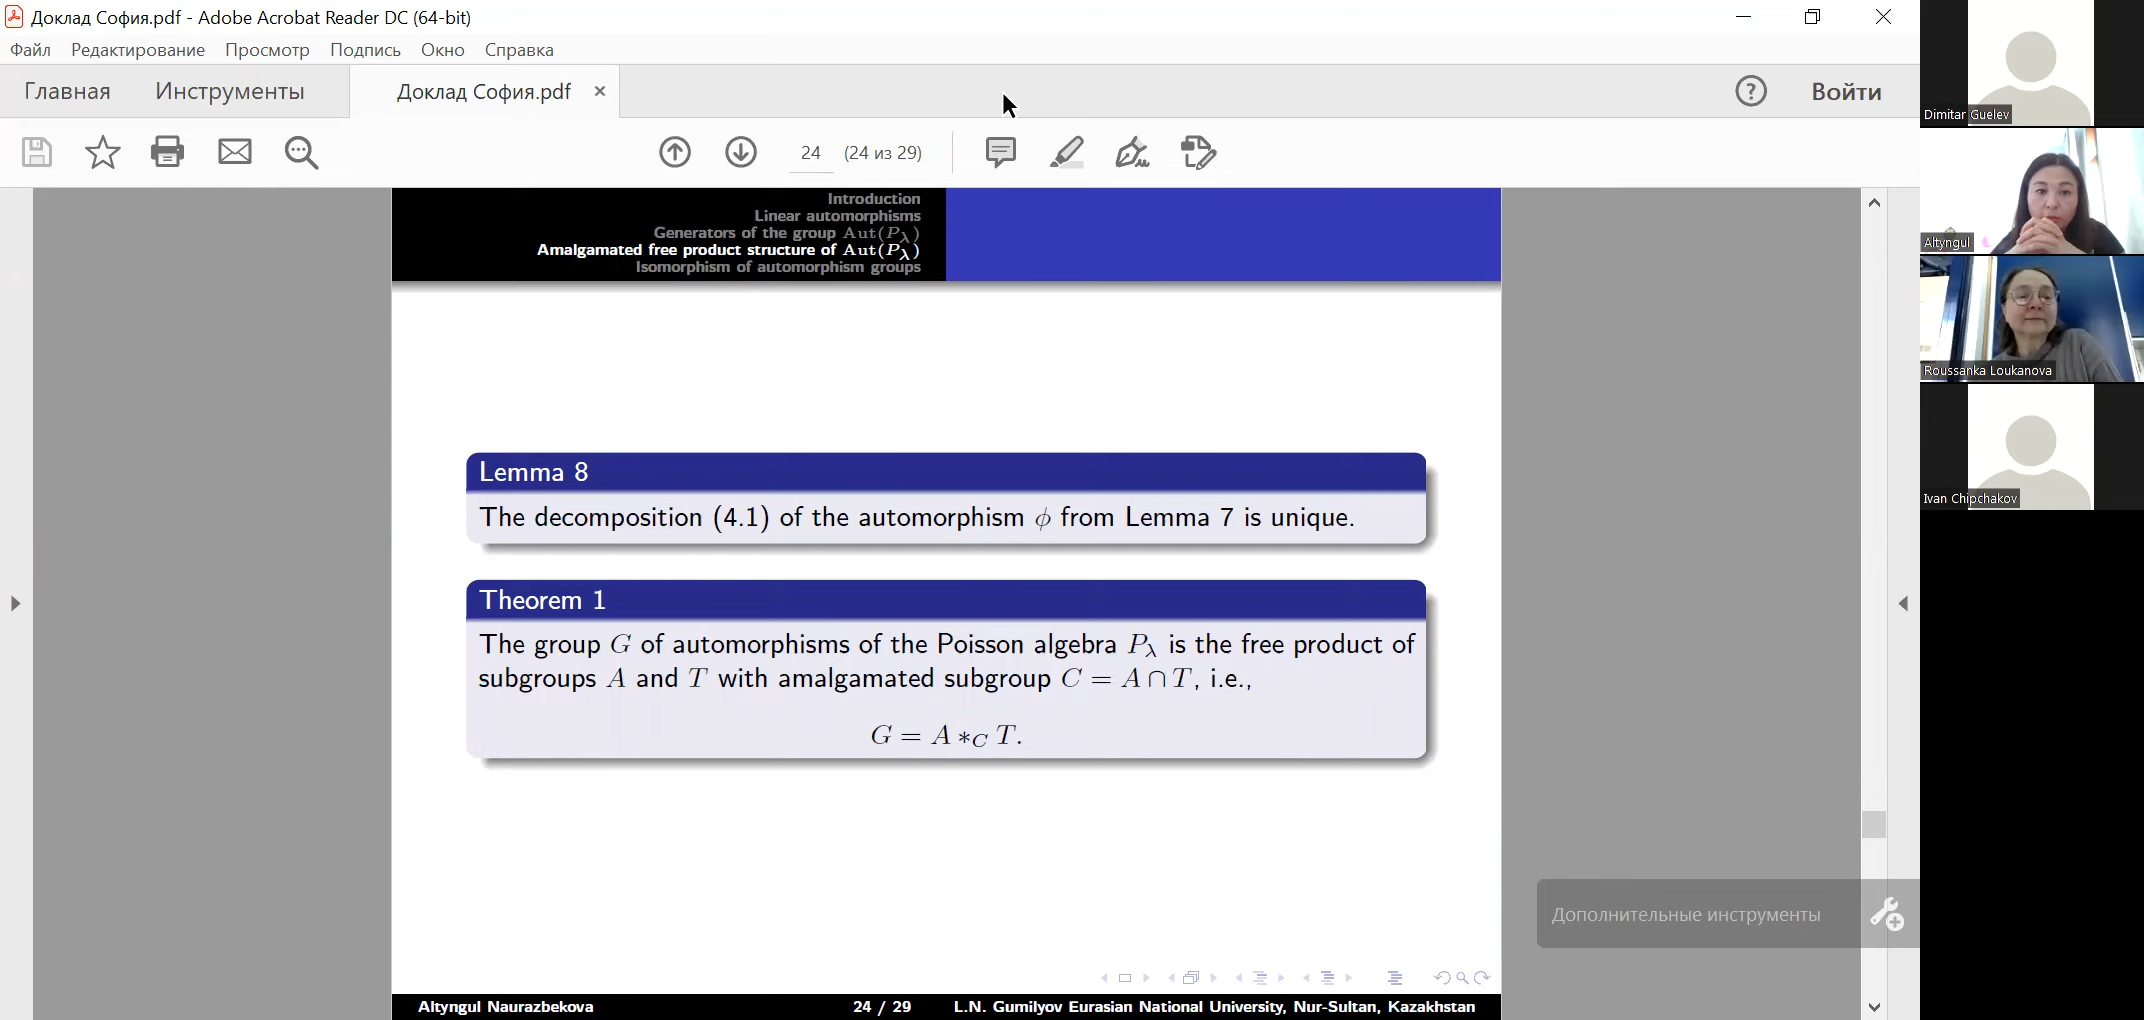 Доклад София.pdf - Adobe Acrobat Reader DC (64-bit)
Файл Редактирование Просмотр Подпись Окно Справка
Главная Инструменты Доклад София.pdf × ? Войти
24 (24 из 29)
Introduction
Linear automorphisms
Generators of the group Aut(P_λ)
Amalgamated free product structure of Aut(P_λ)
Isomorphism of automorphism groups
Lemma 8
The decomposition (4.1) of the automorphism ϕ from Lemma 7 is unique.
Theorem 1
The group G of automorphisms of the Poisson algebra P_λ is the free product of
subgroups A and T with amalgamated subgroup C = A ∩ T, i.e.,
G = A ∗_C T.
Дополнительные инструменты
Altyngul Naurazbekova 24 / 29 L.N. Gumilyov Eurasian National University, Nur-Sultan, Kazakhstan
Dimitar Guelev
Altyngul
Roussanka Loukanova
Ivan Chipchakov